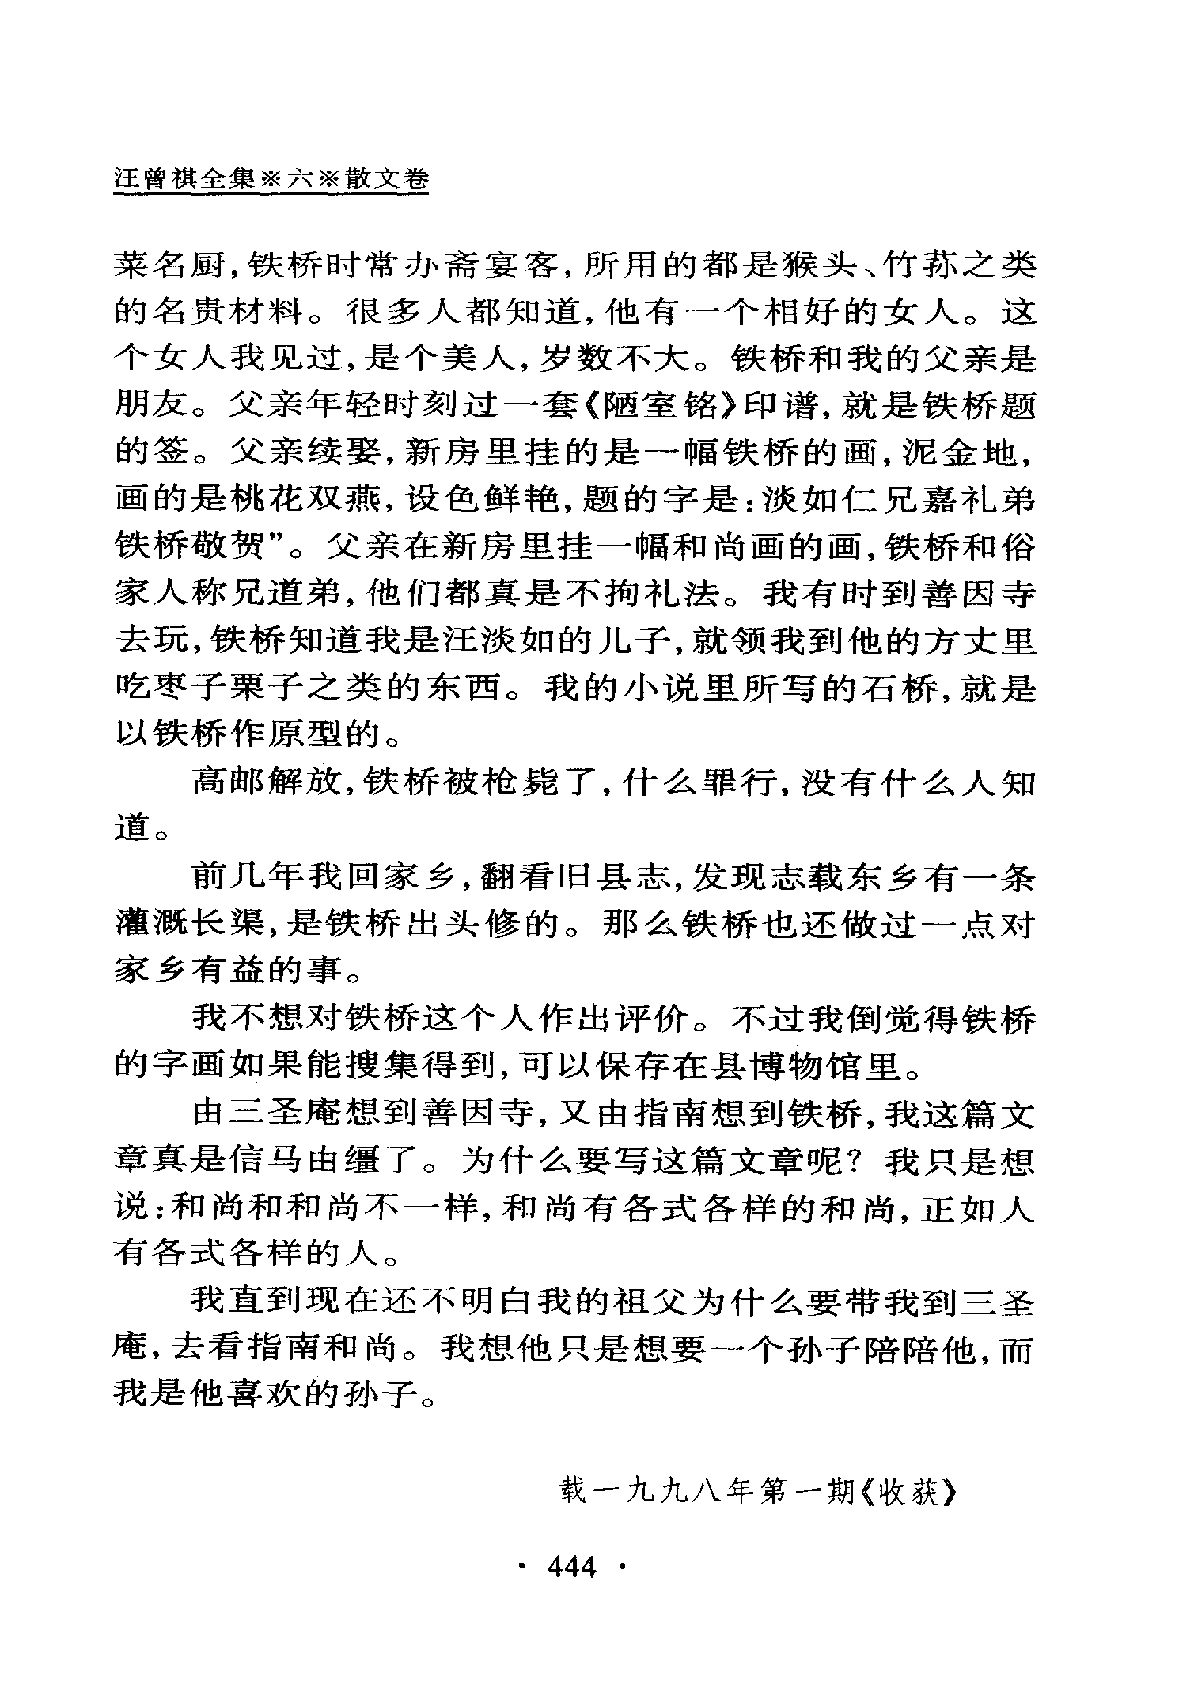 汪曾祺全集※六※散文卷
菜名厨,铁桥时常办斋宴客,所用的都是猴头、竹荪之类
的名贵材料。很多人都知道,他有一个相好的女人。这
个女人我见过,是个美人,岁数不大。铁桥和我的父亲是
朋友。父亲年轻时刻过一套《陋室铭》印谱,就是铁桥题
的签。父亲续娶,新房里挂的是一幅铁桥的画,泥金地,
画的是桃花双燕,设色鲜艳,题的字是:淡如仁兄嘉礼弟
铁桥敬贺”。父亲在新房里挂一幅和尚画的画,铁桥和俗
家人称兄道弟,他们都真是不拘礼法。我有时到善因寺
去玩,铁桥知道我是汪淡如的儿子,就领我到他的方丈里
吃枣子栗子之类的东西。我的小说里所写的石桥,就是
以铁桥作原型的。
高邮解放,铁桥被枪毙了,什么罪行,没有什么人知
道。
前几年我回家乡,翻看旧县志,发现志载东乡有一条
灌溉长渠,是铁桥出头修的。那么铁桥也还做过一点对
家乡有益的事。
我不想对铁桥这个人作出评价。不过我倒觉得铁桥
的字画如果能搜集得到,可以保存在县博物馆里。
由三圣庵想到善因寺,又由指南想到铁桥,我这篇文
章真是信马由缰了。为什么要写这篇文章呢?我只是想
说:和尚和和尚不一样,和尚有各式各样的和尚,正如人
有各式各样的人。
我直到现在还不明白我的祖父为什么要带我到三圣
庵,去看指南和尚。我想他只是想要一个孙子陪陪他,而
我是他喜欢的孙子。
载一九九八年第一期《收获》
· 444 ·